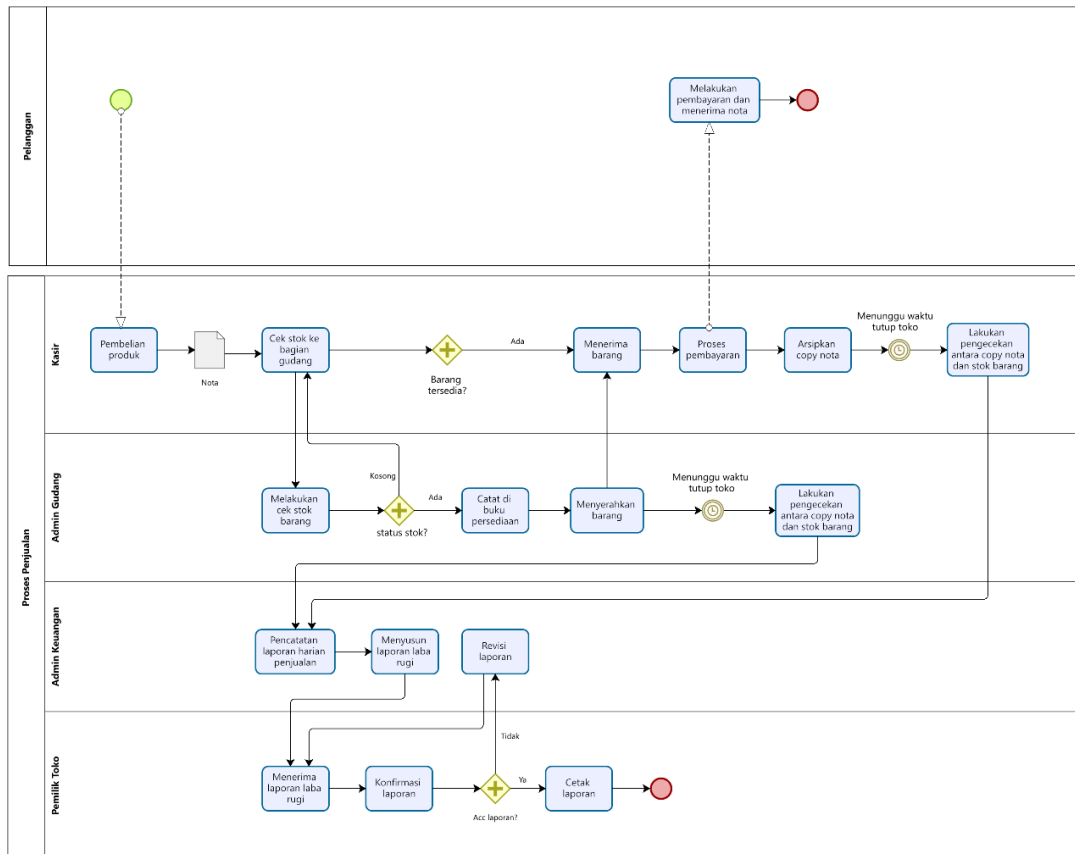 Pelanggan
Melakukan
pembayaran dan
menerima nota
Proses Penjualan
Kasir
Pembelian
produk
Nota
Cek stok ke
bagian
gudang
Barang
tersedia?
Ada
Menerima
barang
Proses
pembayaran
Arsipkan
copy nota
Menunggu waktu
tutup toko
Lakukan
pengecekan
antara copy nota
dan stok barang
Admin Gudang
Melakukan
cek stok
barang
Kosong
status stok?
Ada
Catat di
buku
persediaan
Menyerahkan
barang
Menunggu waktu
tutup toko
Lakukan
pengecekan
antara copy nota
dan stok barang
Admin Keuangan
Pencatatan
laporan harian
penjualan
Menyusun
laporan laba
rugi
Revisi
laporan
Pemilik Toko
Menerima
laporan laba
rugi
Konfirmasi
laporan
Tidak
Acc laporan?
Ya
Cetak
laporan